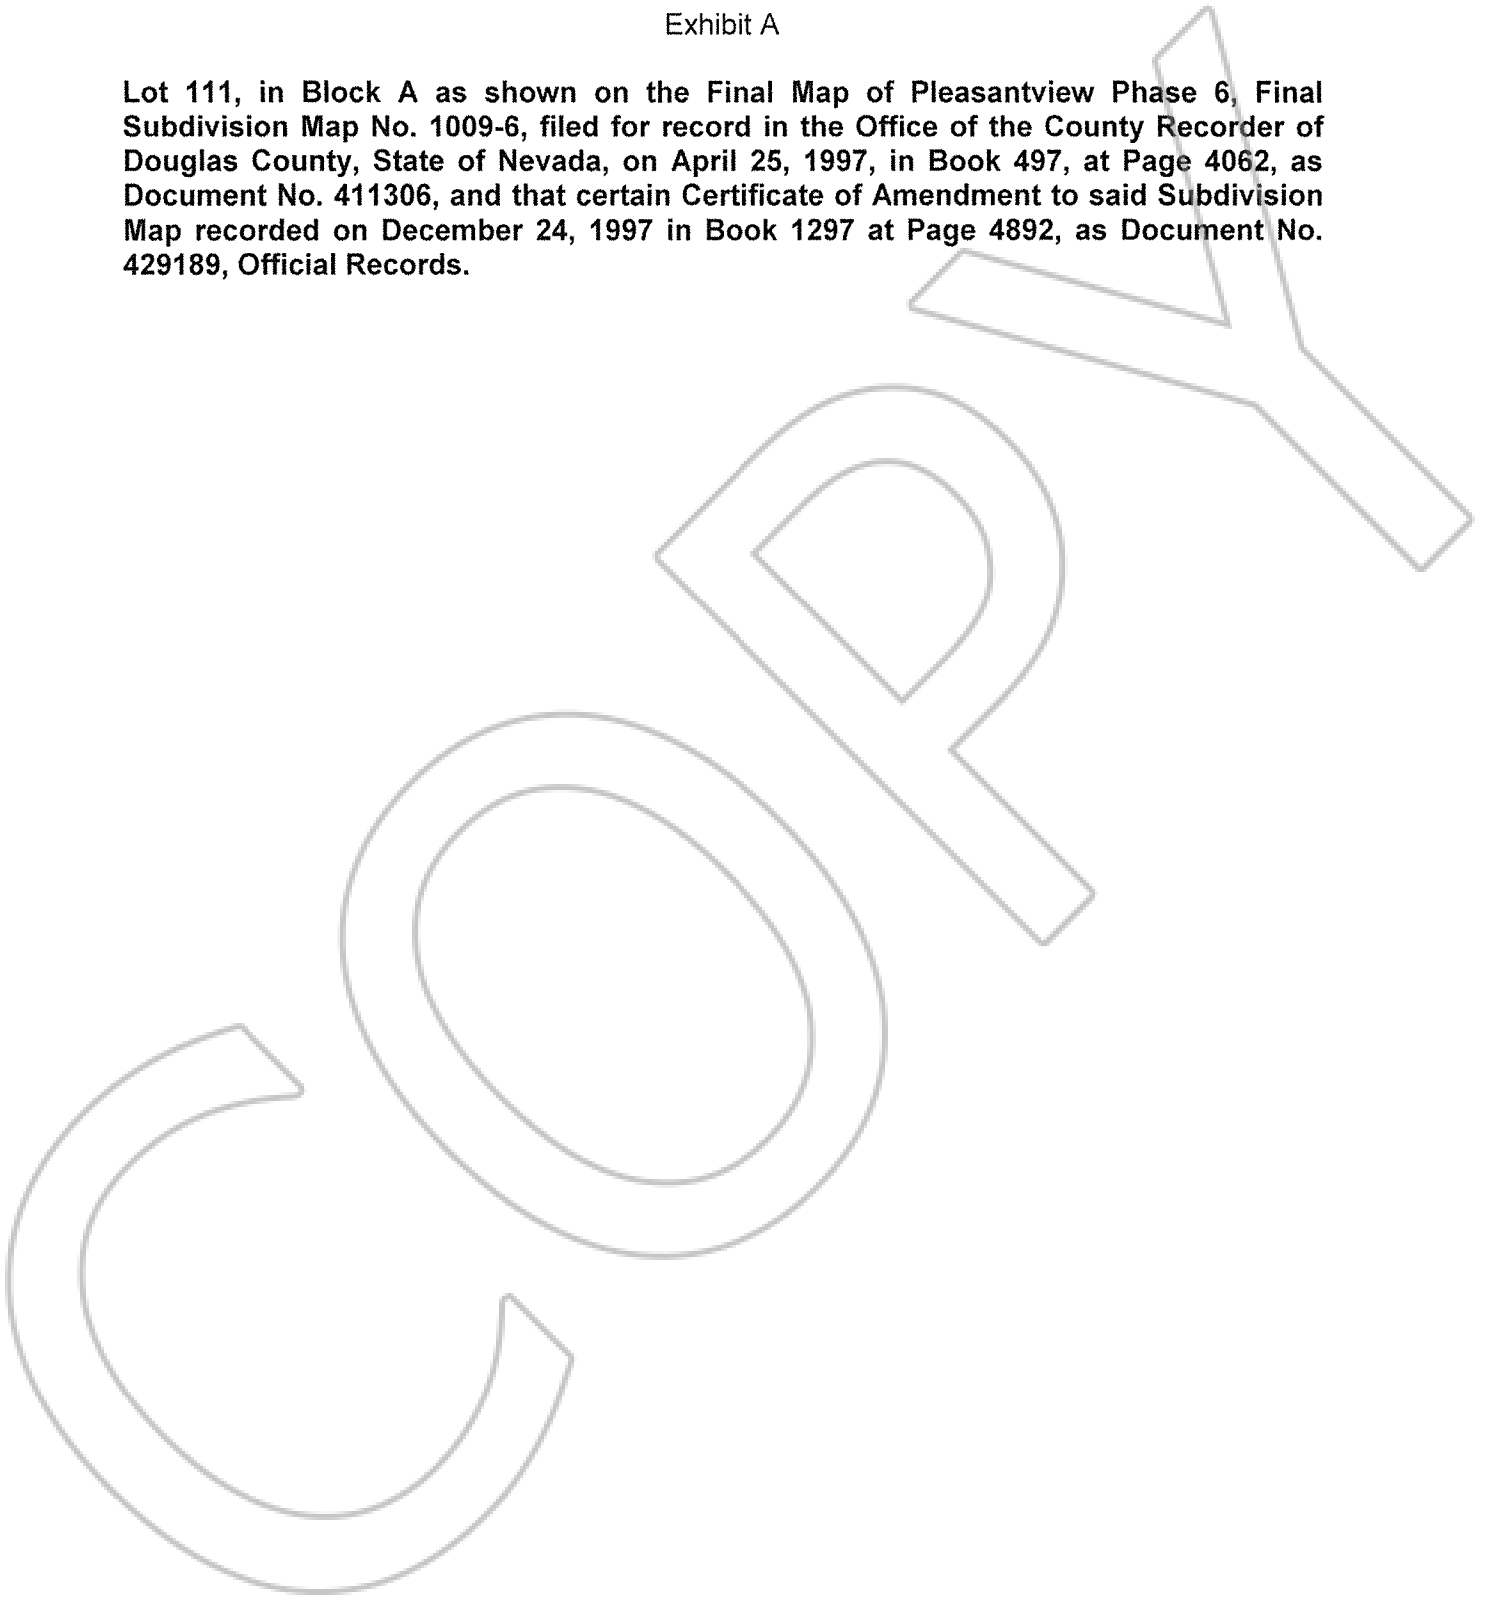 Exhibit A
Lot 111, in Block A as shown on the Final Map of Pleasantview Phase 6, Final
Subdivision Map No. 1009-6, filed for record in the Office of the County Recorder of
Douglas County, State of Nevada, on April 25, 1997, in Book 497, at Page 4062, as
Document No. 411306, and that certain Certificate of Amendment to said Subdivision
Map recorded on December 24, 1997 in Book 1297 at Page 4892, as Document No.
429189, Official Records.
COPY